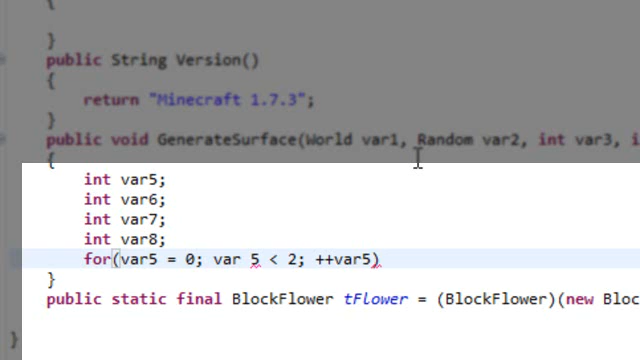 {
}
public String Version()
{
return "Minecraft 1.7.3";
}
public void GenerateSurface(World var1, Random var2, int var3, i
{
int var5;
int var6;
int var7;
int var8;
for(var5 = 0; var 5 < 2; ++var5)
}
public static final BlockFlower tFlower = (BlockFlower)(new Bloc
}